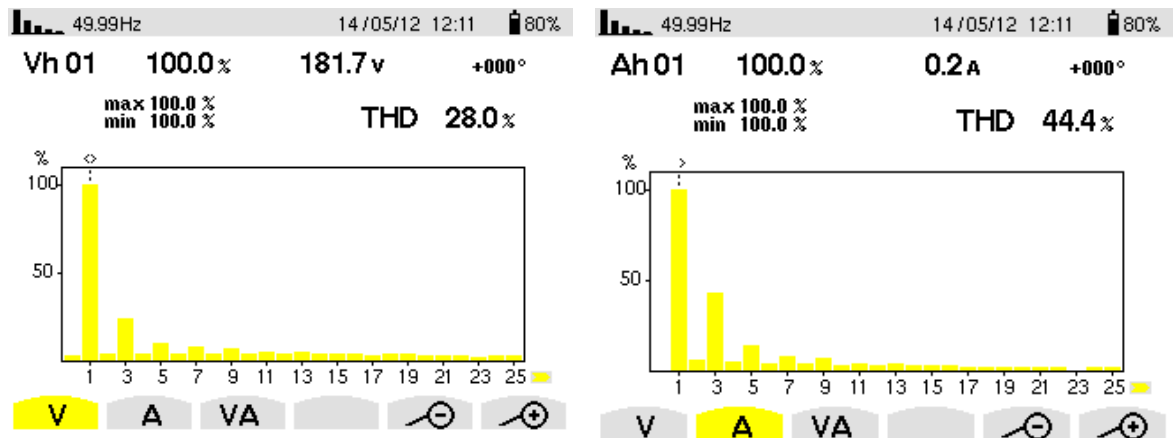 49.99Hz 14/05/12 12:11 80%
Vh 01 100.0 % 181.7 v +000°
max 100.0 %
min 100.0 %
THD 28.0 %
%
<>
100
50
1 3 5 7 9 11 13 15 17 19 21 23 25
V A VA
49.99Hz 14/05/12 12:11 80%
Ah 01 100.0 % 0.2 A +000°
max 100.0 %
min 100.0 %
THD 44.4 %
%
>
100
50
1 3 5 7 9 11 13 15 17 19 21 23 25
V A VA